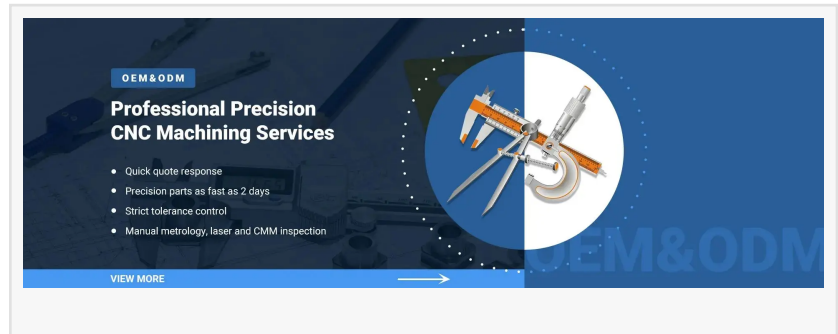 OEM&ODM
Professional Precision
CNC Machining Services
Quick quote response
Precision parts as fast as 2 days
Strict tolerance control
Manual metrology, laser and CMM inspection
VIEW MORE
OEM&ODM